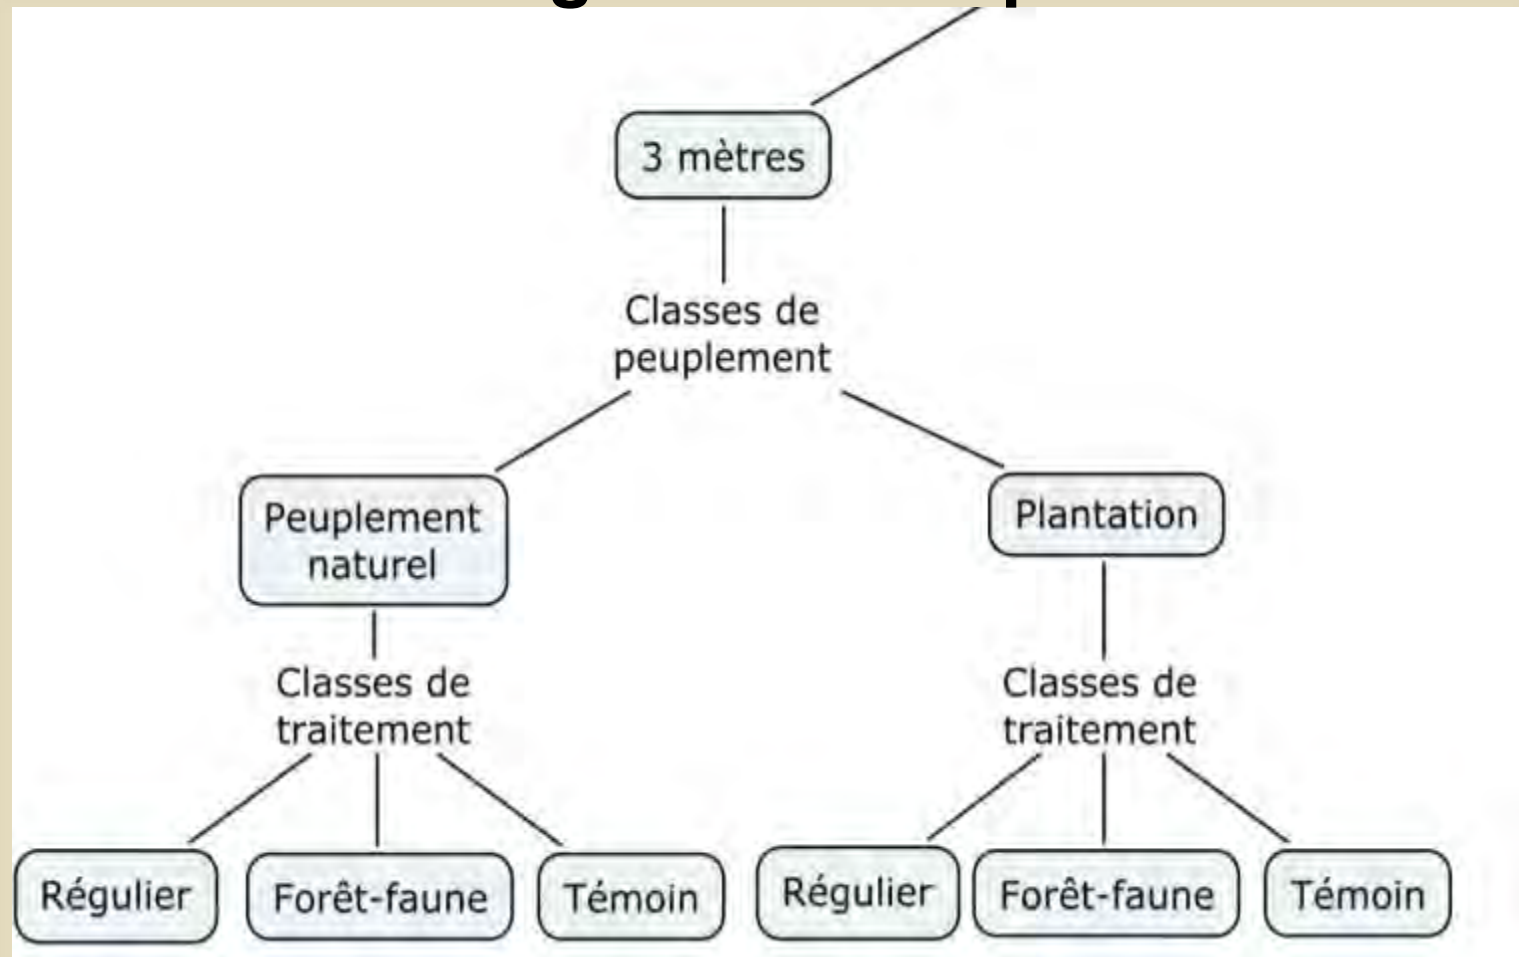 3 mètres
Classes de
peuplement
Peuplement
naturel
Plantation
Classes de
traitement
Classes de
traitement
Régulier
Forêt-faune
Témoin
Régulier
Forêt-faune
Témoin